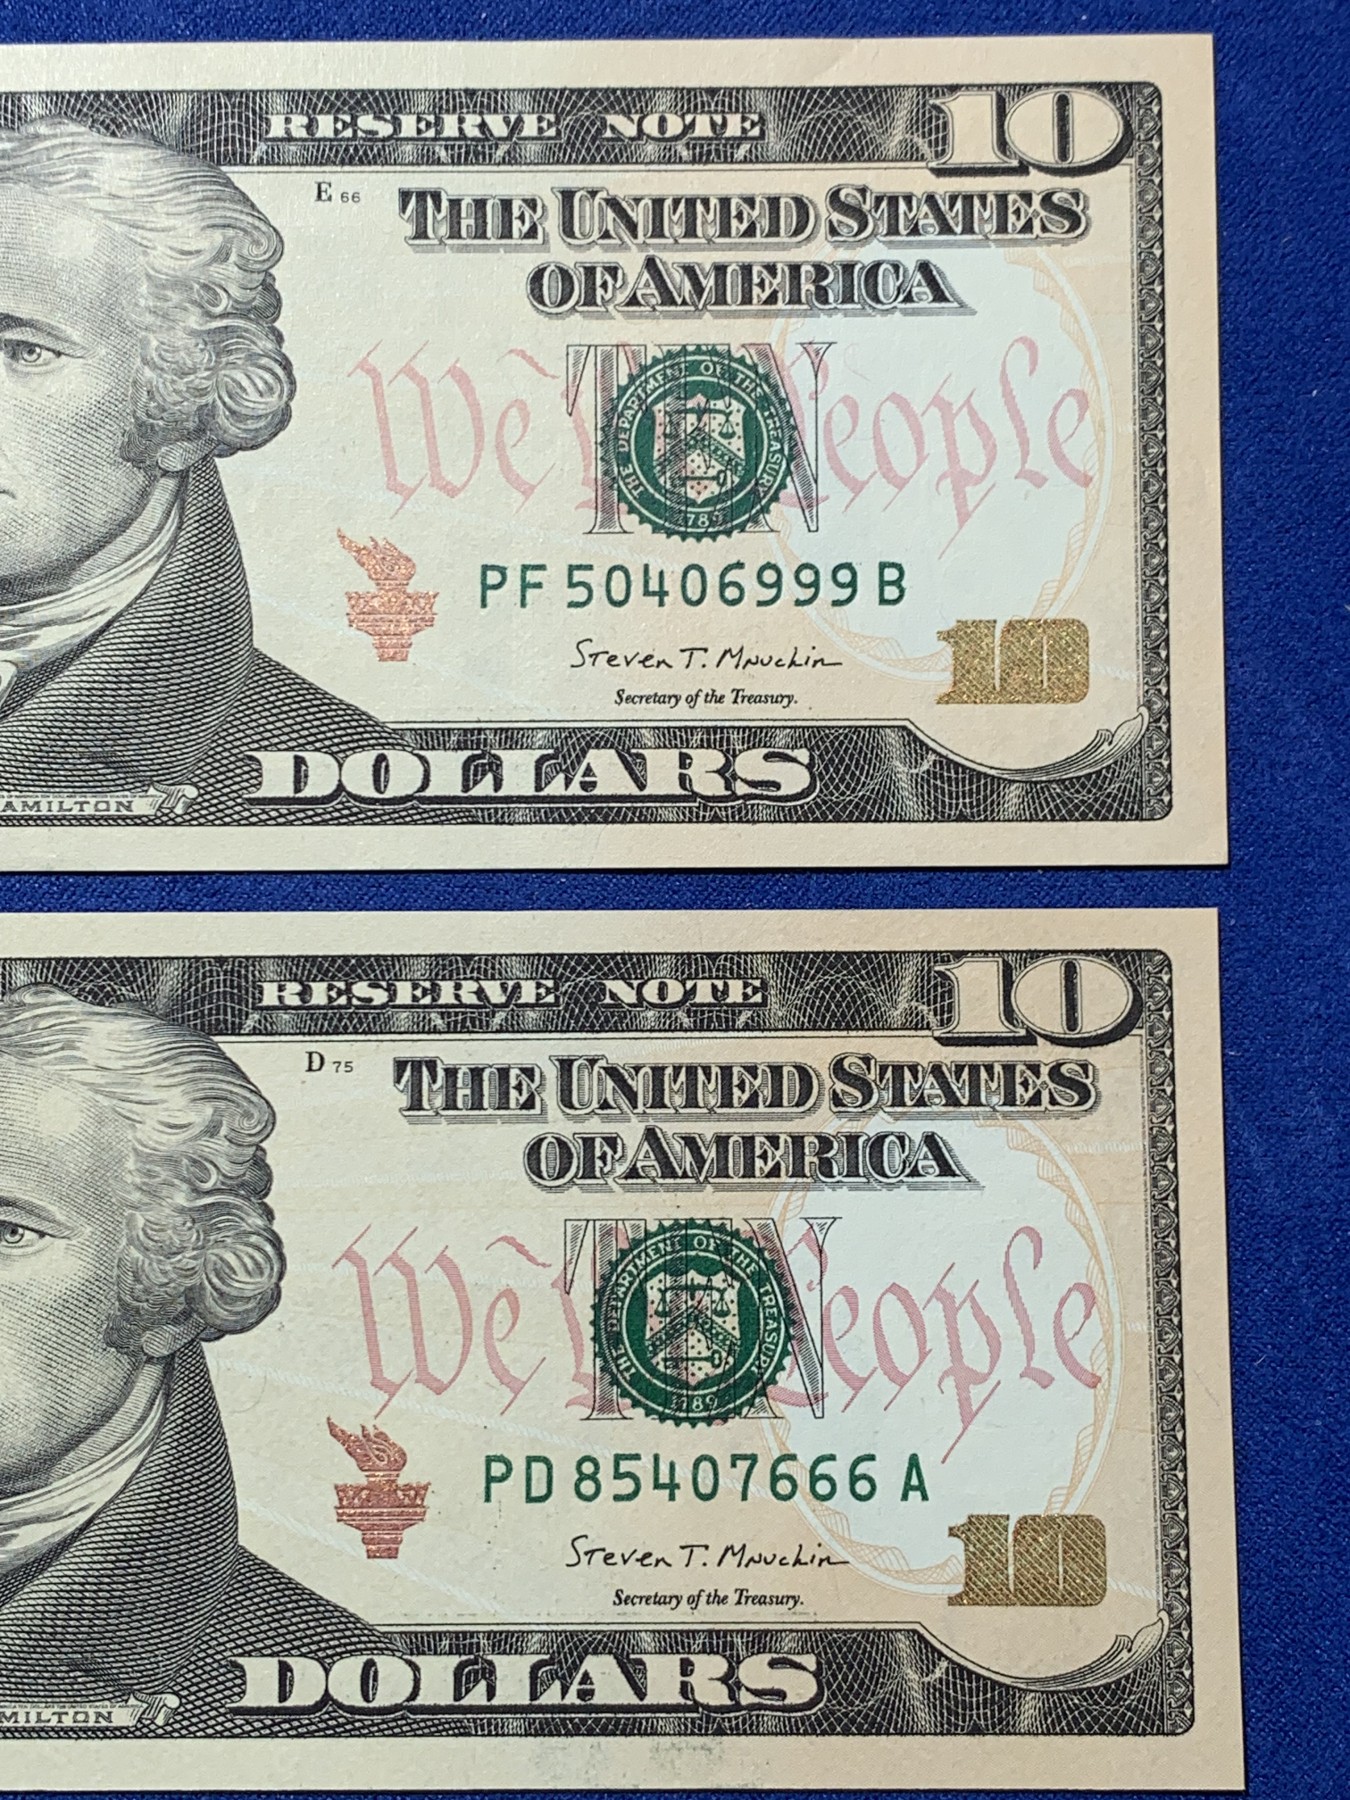 RESERVE NOTE 10
E 66
THE UNITED STATES
OF AMERICA
We People
TEN
THE DEPARTMENT OF THE TREASURY
1789
PF 50406999 B
Steven T. Mnuchin
Secretary of the Treasury.
10
DOLLARS
AMILTON
RESERVE NOTE 10
D 75
THE UNITED STATES
OF AMERICA
We People
TEN
THE DEPARTMENT OF THE TREASURY
1789
PD 85407666 A
Steven T. Mnuchin
Secretary of the Treasury.
10
DOLLARS
MILTON